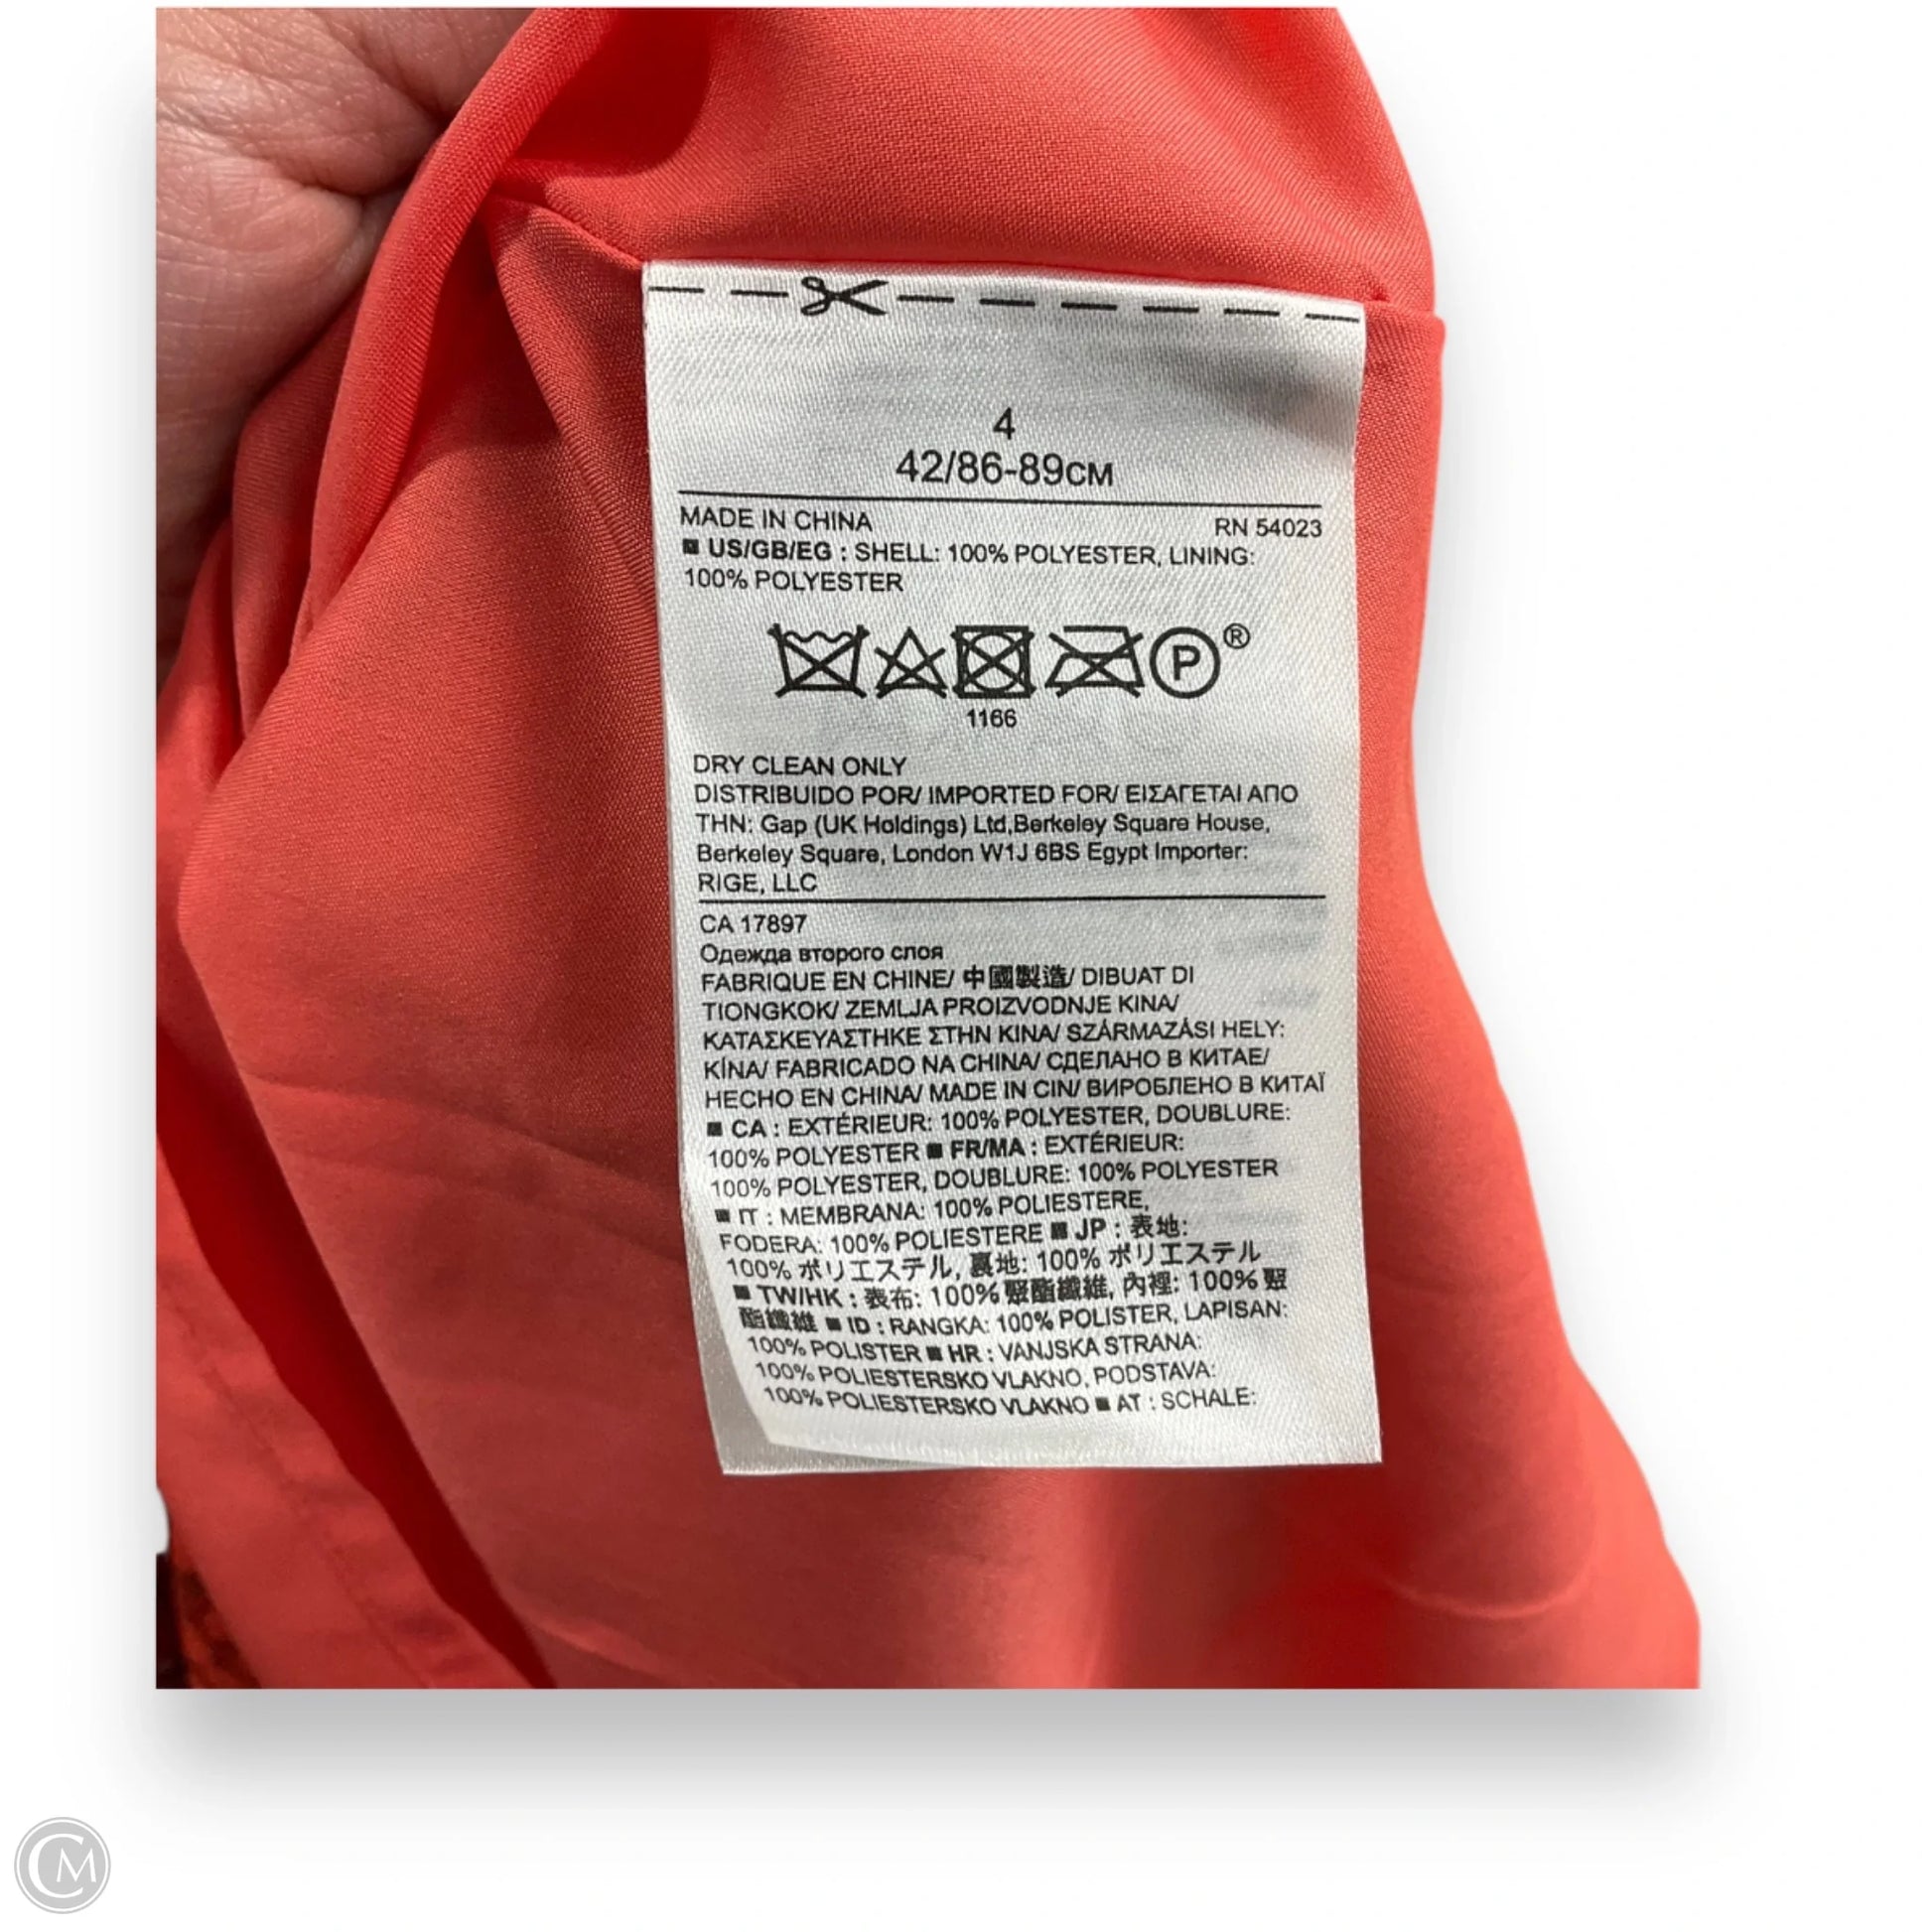 4
42/86-89CM
MADE IN CHINA RN 54023
■ US/GB/EG : SHELL: 100% POLYESTER, LINING:
100% POLYESTER
P ®
1166
DRY CLEAN ONLY
DISTRIBUIDO POR/ IMPORTED FOR/ ΕΙΣΑΓΕΤΑΙ ΑΠΟ
ΤΗΝ: Gap (UK Holdings) Ltd,Berkeley Square House,
Berkeley Square, London W1J 6BS Egypt Importer:
RIGE, LLC
CA 17897
Одежда второго слоя
FABRIQUE EN CHINE/ 中國製造/ DIBUAT DI
TIONGKOK/ ZEMLJA PROIZVODNJE KINA/
ΚΑΤΑΣΚΕΥΑΣΤΗΚΕ ΣΤΗΝ ΚΙΝΑ/ SZÁRMAZÁSI HELY:
KÍNA/ FABRICADO NA CHINA/ СДЕЛАНО В КИТАЕ/
HECHO EN CHINA/ MADE IN CIN/ ВИРОБЛЕНО В КИТАЇ
■ CA : EXTÉRIEUR: 100% POLYESTER, DOUBLURE:
100% POLYESTER ■ FR/MA : EXTÉRIEUR:
100% POLYESTER, DOUBLURE: 100% POLYESTER
■ IT : MEMBRANA: 100% POLIESTERE,
FODERA: 100% POLIESTERE ■ JP : 表地:
100% ポリエステル, 裏地: 100% ポリエステル
■ TW/HK : 表布: 100% 聚酯纖維, 內裡: 100% 聚
酯纖維 ■ ID : RANGKA: 100% POLISTER, LAPISAN:
100% POLISTER ■ HR : VANJSKA STRANA:
100% POLIESTERSKO VLAKNO, PODSTAVA:
100% POLIESTERSKO VLAKNO ■ AT : SCHALE:
CM